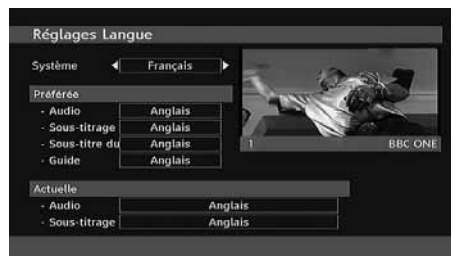 Réglages Langue
Système Français
Préférée
- Audio Anglais
- Sous-titrage Anglais
- Sous-titre du Anglais
- Guide Anglais
1 BBC ONE
Actuelle
- Audio Anglais
- Sous-titrage Anglais